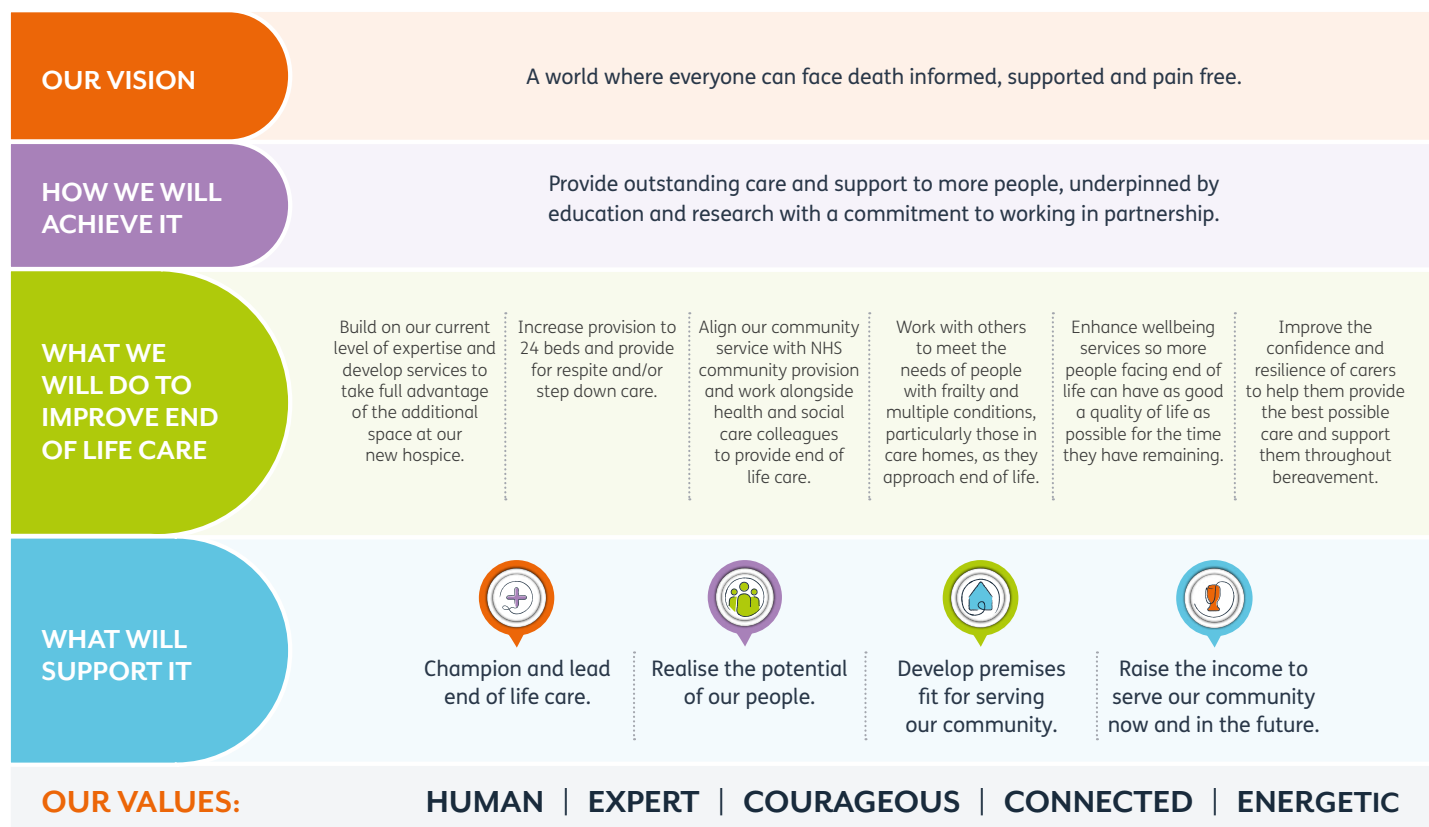 OUR VISION
A world where everyone can face death informed, supported and pain free.
HOW WE WILL
ACHIEVE IT
Provide outstanding care and support to more people, underpinned by
education and research with a commitment to working in partnership.
WHAT WE
WILL DO TO
IMPROVE END
OF LIFE CARE
Build on our current
level of expertise and
develop services to
take full advantage
of the additional
space at our
new hospice.
Increase provision to
24 beds and provide
for respite and/or
step down care.
Align our community
service with NHS
community provision
and work alongside
health and social
care colleagues
to provide end of
life care.
Work with others
to meet the
needs of people
with frailty and
multiple conditions,
particularly those in
care homes, as they
approach end of life.
Enhance wellbeing
services so more
people facing end of
life can have as good
a quality of life as
possible for the time
they have remaining.
Improve the
confidence and
resilience of carers
to help them provide
the best possible
care and support
them throughout
bereavement.
WHAT WILL
SUPPORT IT
Champion and lead
end of life care.
Realise the potential
of our people.
Develop premises
fit for serving
our community.
Raise the income to
serve our community
now and in the future.
OUR VALUES:
HUMAN | EXPERT | COURAGEOUS | CONNECTED | ENERGETIC